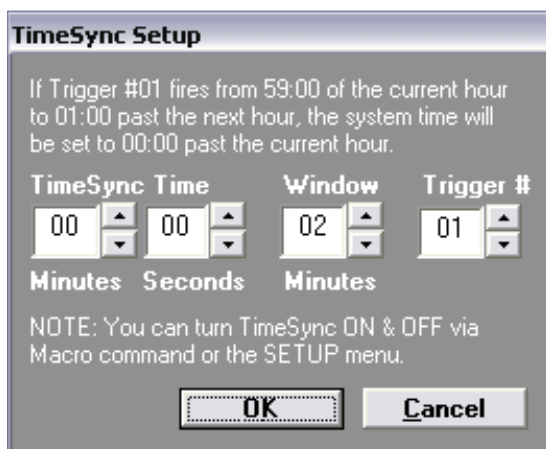 TimeSync Setup
If Trigger #01 fires from 59:00 of the current hour
to 01:00 past the next hour, the system time will
be set to 00:00 past the current hour.
TimeSync Time Window Trigger #
00 00 02 01
Minutes Seconds Minutes
NOTE: You can turn TimeSync ON & OFF via
Macro command or the SETUP menu.
OK Cancel